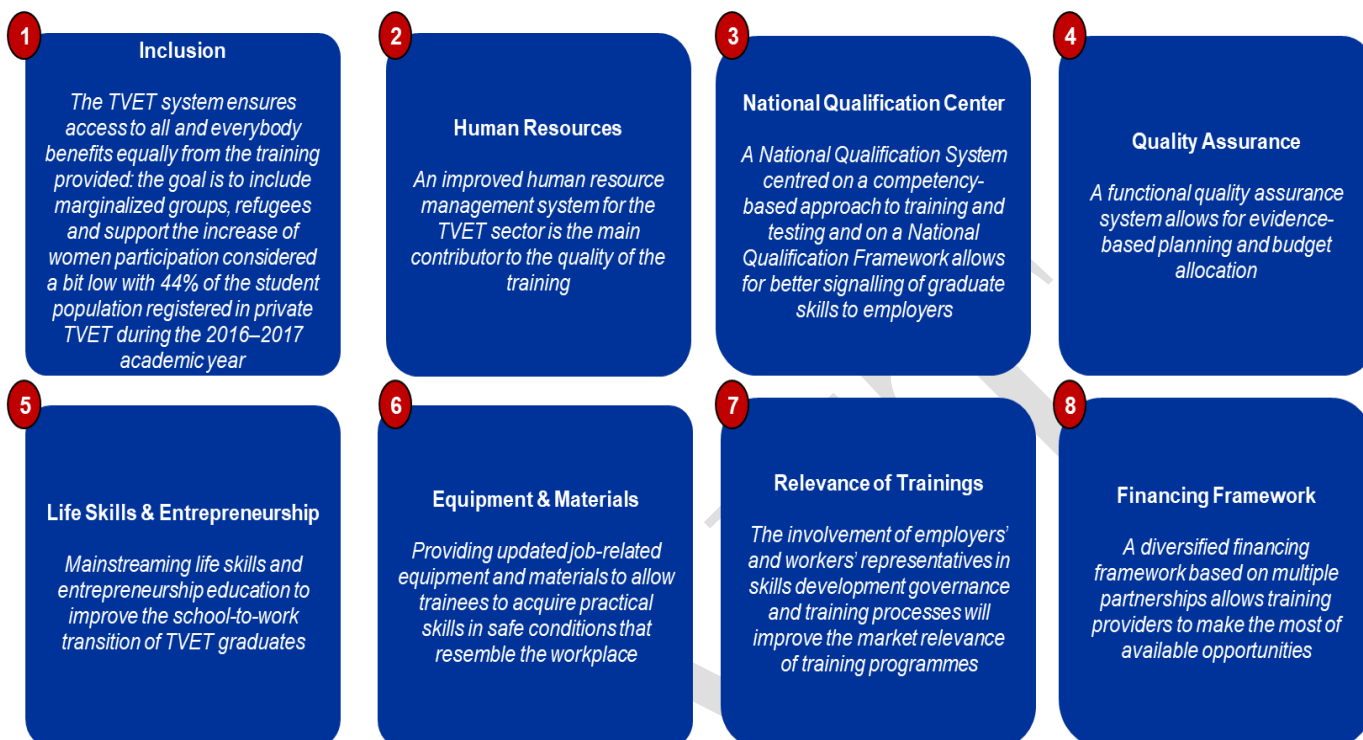 1
Inclusion
The TVET system ensures
access to all and everybody
benefits equally from the training
provided: the goal is to include
marginalized groups, refugees
and support the increase of
women participation considered
a bit low with 44% of the student
population registered in private
TVET during the 2016–2017
academic year
2
Human Resources
An improved human resource
management system for the
TVET sector is the main
contributor to the quality of the
training
3
National Qualification Center
A National Qualification System
centred on a competency-
based approach to training and
testing and on a National
Qualification Framework allows
for better signalling of graduate
skills to employers
4
Quality Assurance
A functional quality assurance
system allows for evidence-
based planning and budget
allocation
5
Life Skills & Entrepreneurship
Mainstreaming life skills and
entrepreneurship education to
improve the school-to-work
transition of TVET graduates
6
Equipment & Materials
Providing updated job-related
equipment and materials to allow
trainees to acquire practical
skills in safe conditions that
resemble the workplace
7
Relevance of Trainings
The involvement of employers’
and workers’ representatives in
skills development governance
and training processes will
improve the market relevance
of training programmes
8
Financing Framework
A diversified financing
framework based on multiple
partnerships allows training
providers to make the most of
available opportunities